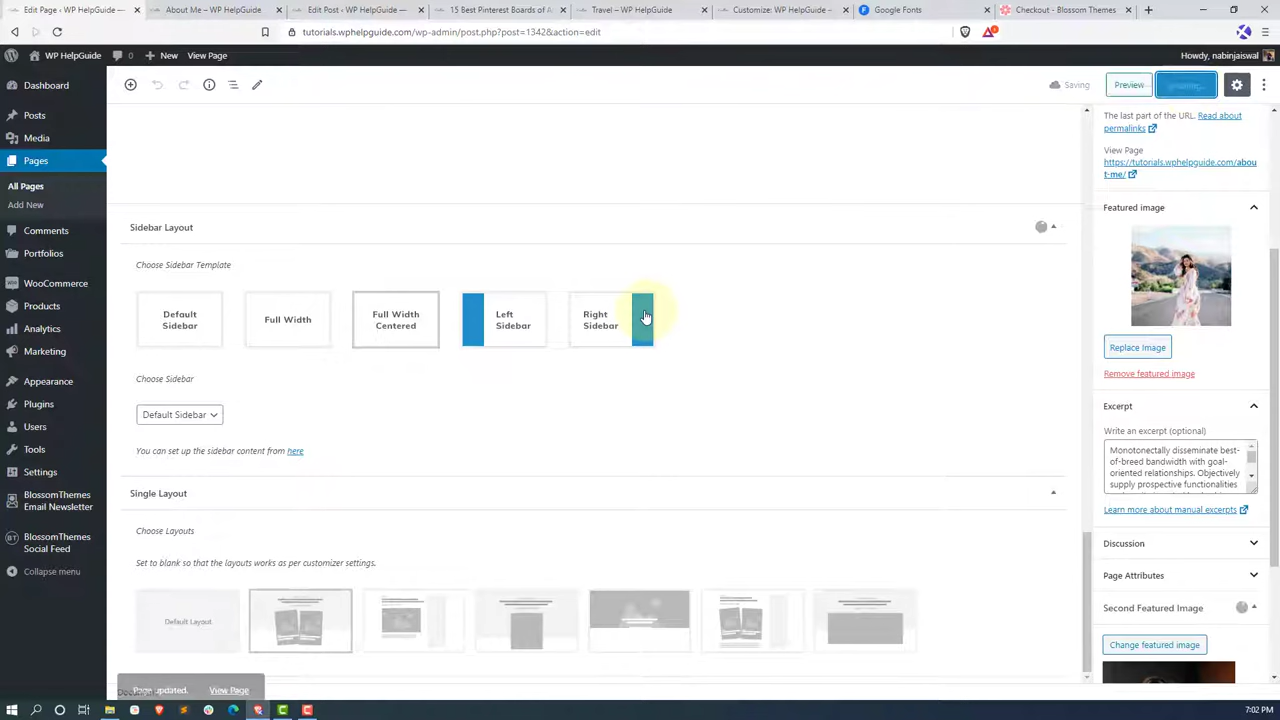 Edit Page ‹ WP HelpGuide — W
About Me – WP HelpGuide
Edit Post ‹ WP HelpGuide —
15 Best Pinterest Boards of A
Travel – WP HelpGuide
Customize: WP HelpGuide –
Google Fonts
Checkout - Blossom Themes
tutorials.wphelpguide.com/wp-admin/post.php?post=1342&action=edit
WP HelpGuide
0
New
View Page
Howdy, nabinjaiswal
Dashboard
Posts
Media
Pages
All Pages
Add New
Comments
Portfolios
WooCommerce
Products
Analytics
Marketing
Appearance
Plugins
Users
Tools
Settings
BlossomThemes
Email Newsletter
BlossomThemes
Social Feed
Collapse menu
Saving
Preview
Sidebar Layout
Choose Sidebar Template
Default
Sidebar
Full Width
Full Width
Centered
Left
Sidebar
Right
Sidebar
Choose Sidebar
Default Sidebar
You can set up the sidebar content from here
Single Layout
Choose Layouts
Set to blank so that the layouts works as per customizer settings.
Default Layout
Page updated.
View Page
The last part of the URL. Read about
permalinks
View Page
https://tutorials.wphelpguide.com/abou
t-me/
Featured image
Replace Image
Remove featured image
Excerpt
Write an excerpt (optional)
Monotonectally disseminate best-
of-breed bandwidth with goal-
oriented relationships. Objectively
supply prospective functionalities
Learn more about manual excerpts
Discussion
Page Attributes
Second Featured Image
Change featured image
7:02 PM